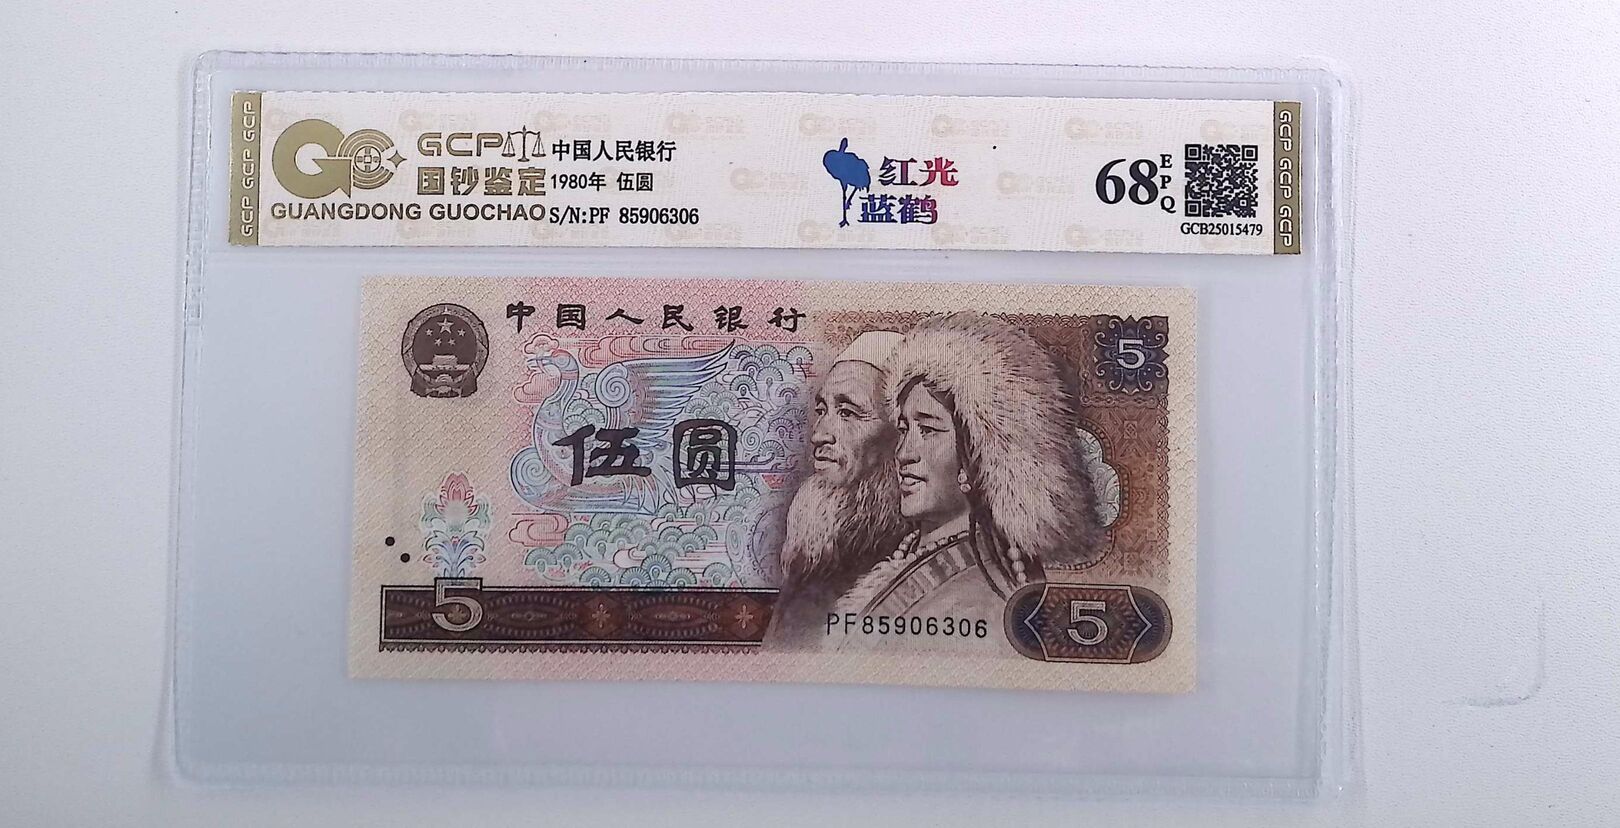 GCP GCP GCP
GCP
国钞鉴定
GUANGDONG GUOCHAO
中国人民银行
1980年 伍圆
S/N:PF 85906306
红光
蓝鹤
68
E
P
Q
GCB25015479
GCP GCP GCP
中国人民银行
5
伍圆
5
PF85906306
5